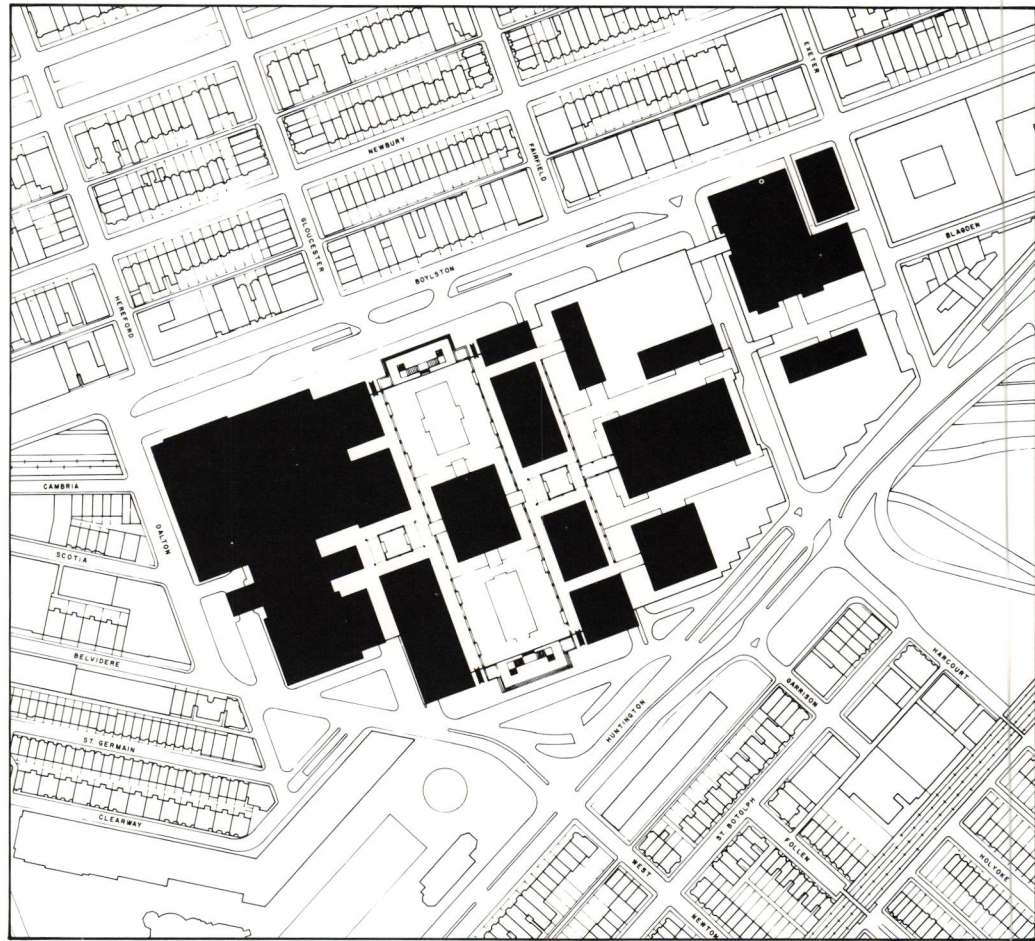 EXETER
NEWBURY
FAIRFIELD
GLOUCESTER
BLAGDEN
BOYLSTON
HEREFORD
CAMBRIA
DALTON
SCOTIA
BELVIDERE
HARCOURT
GARRISON
HUNTINGTON
ST. GERMAIN
CLEARWAY
ST. BOTOLPH
FOLLEN
WEST
NEWTON
HOLYOKE